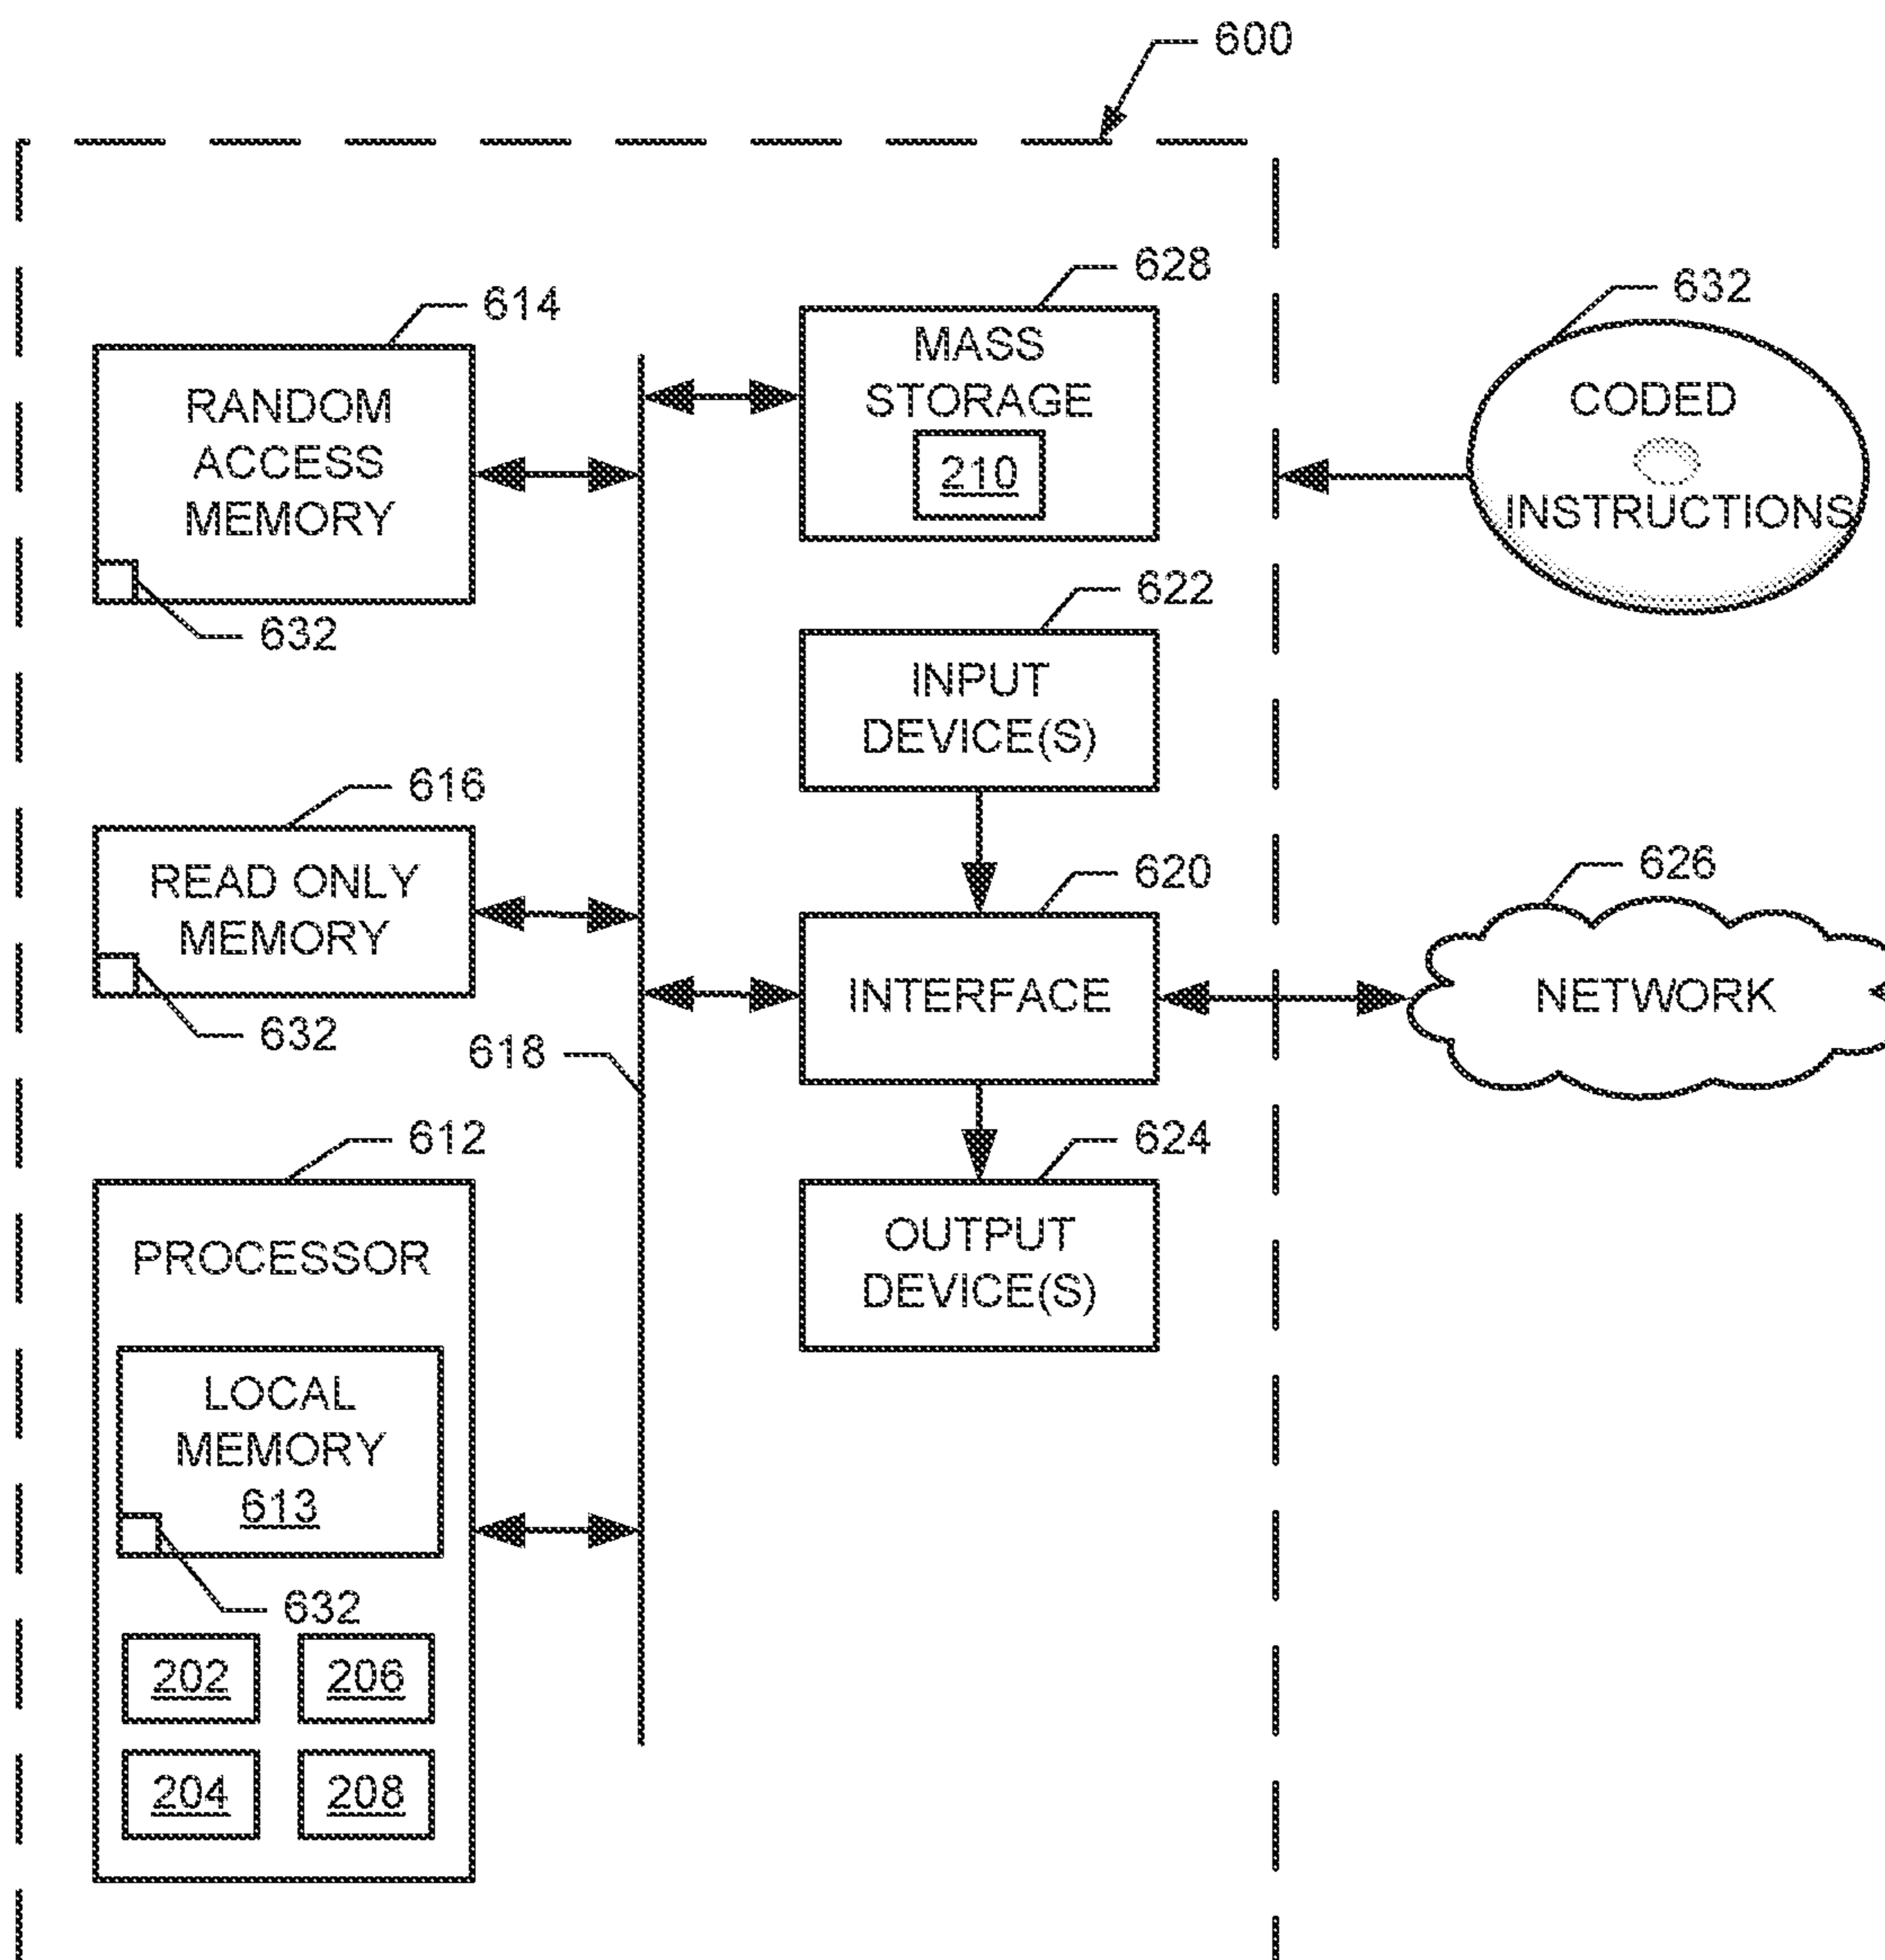 600
628
614
632
MASS
STORAGE
210
RANDOM
ACCESS
MEMORY
632
CODED
INSTRUCTIONS
622
INPUT
DEVICE(S)
616
READ ONLY
MEMORY
632
620
INTERFACE
626
NETWORK
618
612
624
OUTPUT
DEVICE(S)
PROCESSOR
LOCAL
MEMORY
613
632
202
206
204
208